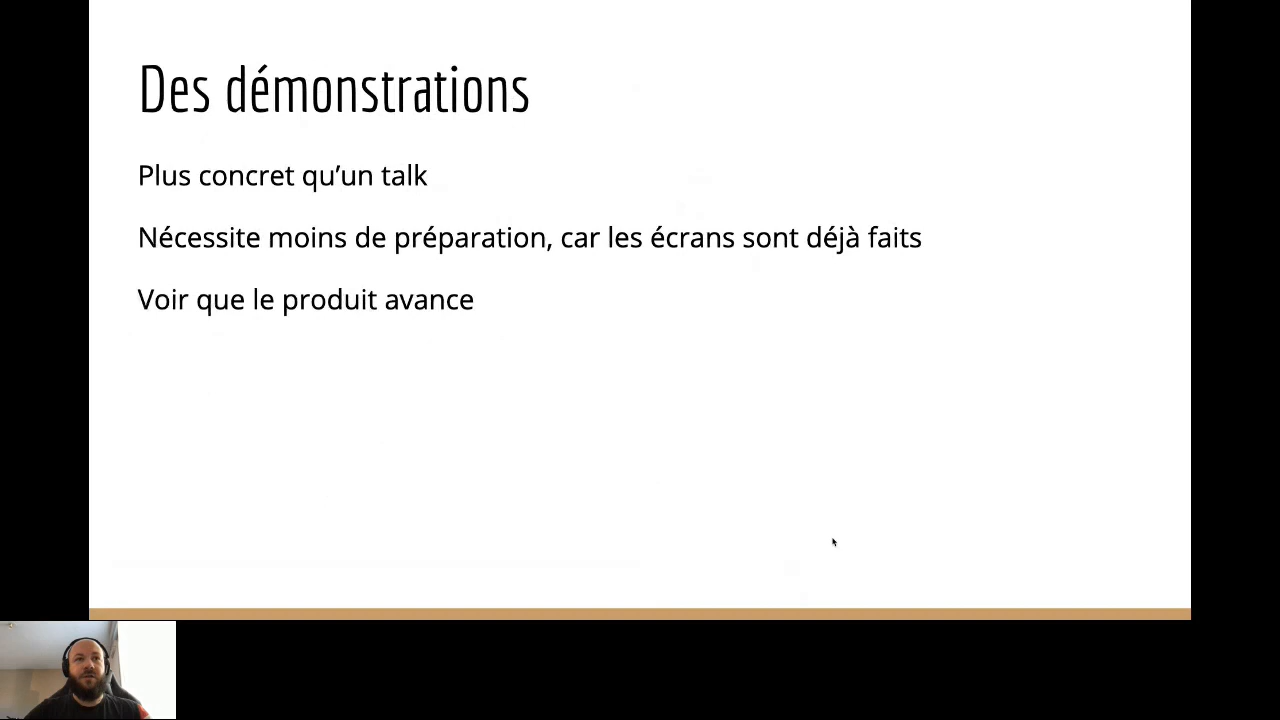 Des démonstrations
Plus concret qu’un talk
Nécessite moins de préparation, car les écrans sont déjà faits
Voir que le produit avance